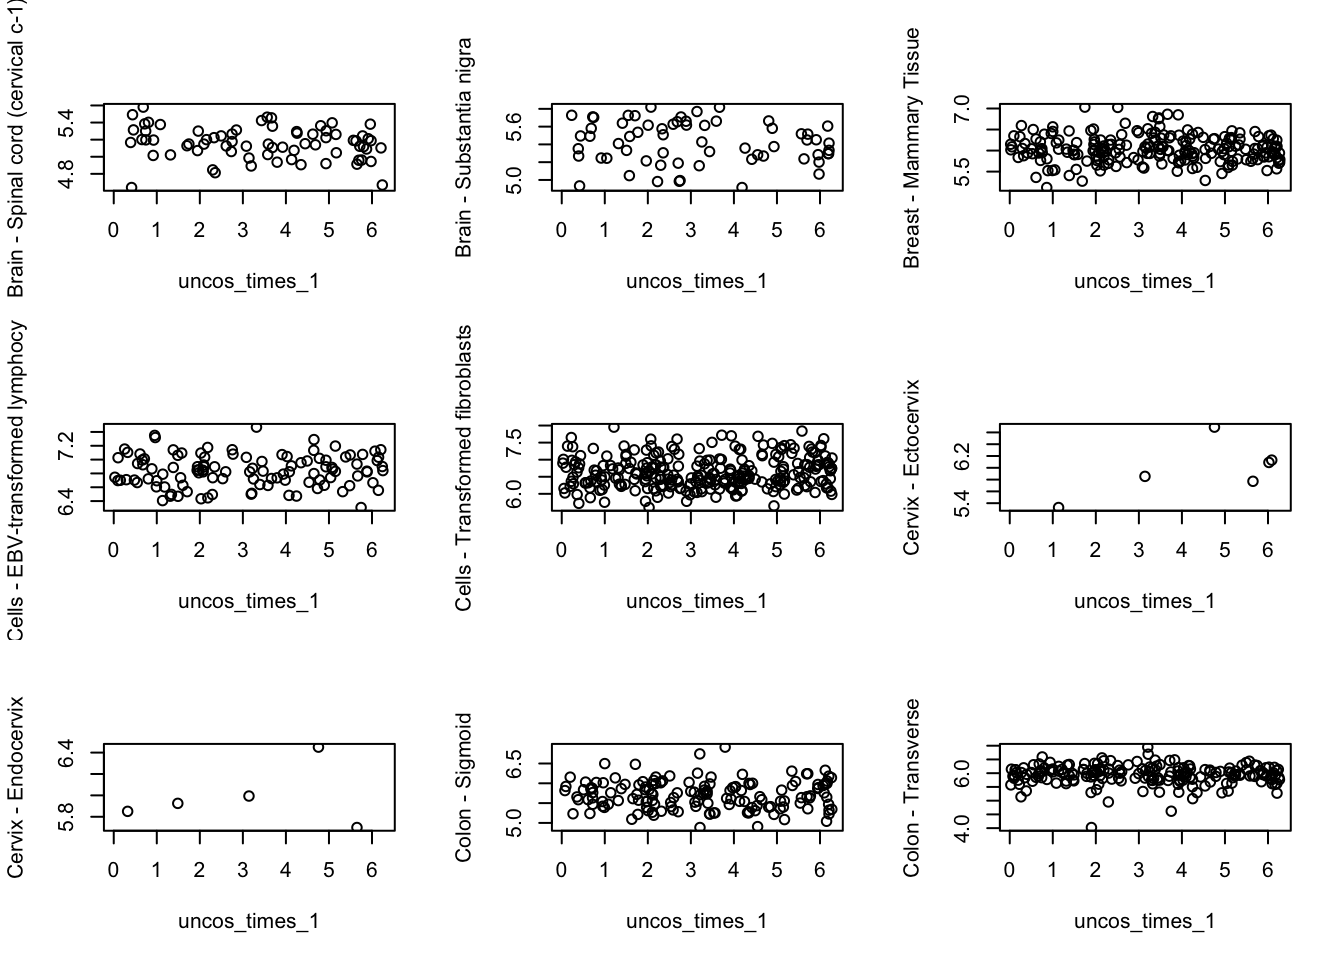 Brain - Spinal cord (cervical c-1)
5.4
4.8
0 1 2 3 4 5 6
uncos_times_1
Brain - Substantia nigra
5.6
5.0
0 1 2 3 4 5 6
uncos_times_1
Breast - Mammary Tissue
7.0
5.5
0 1 2 3 4 5 6
uncos_times_1
Cells - EBV-transformed lymphocy
7.2
6.4
0 1 2 3 4 5 6
uncos_times_1
Cells - Transformed fibroblasts
7.5
6.0
0 1 2 3 4 5 6
uncos_times_1
Cervix - Ectocervix
6.2
5.4
0 1 2 3 4 5 6
uncos_times_1
Cervix - Endocervix
6.4
5.8
0 1 2 3 4 5 6
uncos_times_1
Colon - Sigmoid
6.5
5.0
0 1 2 3 4 5 6
uncos_times_1
Colon - Transverse
6.0
4.0
0 1 2 3 4 5 6
uncos_times_1